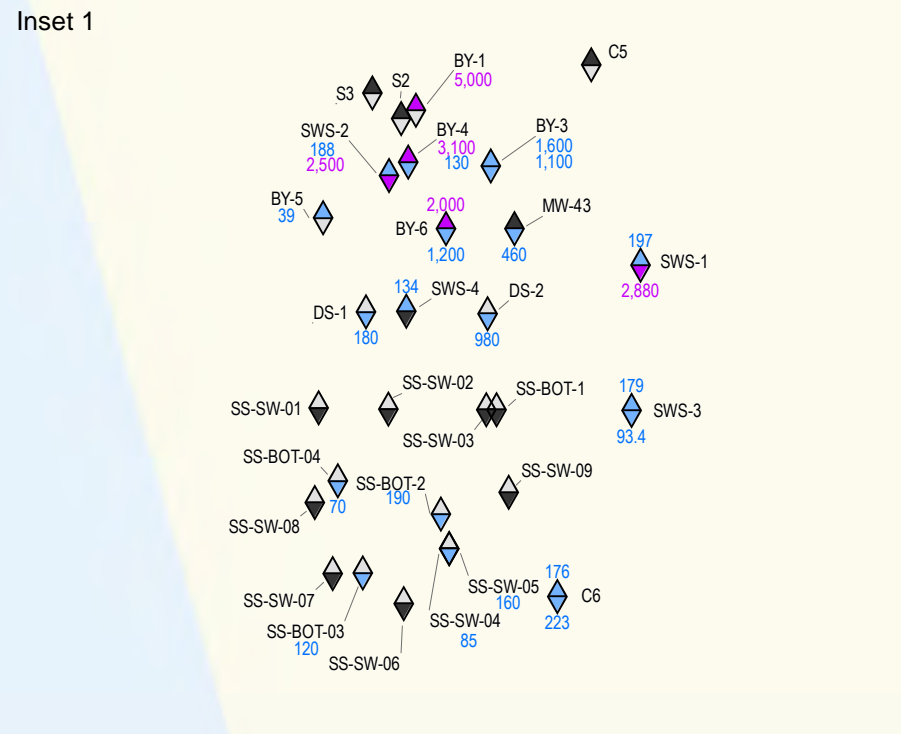 Inset 1
C5
BY-1
5,000
S2
S3
BY-4
3,100
130
SWS-2
188
2,500
BY-3
1,600
1,100
BY-5
39
2,000
BY-6
1,200
MW-43
460
197
SWS-1
2,880
134
SWS-4
DS-2
980
DS-1
180
SS-SW-02
SS-BOT-1
SS-SW-01
SS-SW-03
179
SWS-3
93.4
SS-BOT-04
70
SS-BOT-2
190
SS-SW-09
SS-SW-08
SS-SW-05
160
176
C6
223
SS-SW-07
SS-SW-04
85
SS-BOT-03
120
SS-SW-06